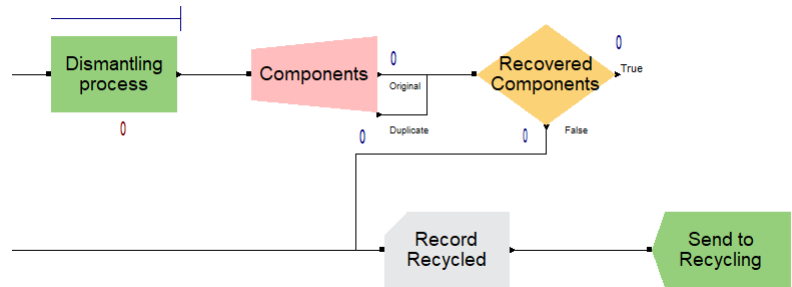 Dismantling
process
0
Components
0
Original
Duplicate
0
Recovered
Components
0
True
0
False
Record
Recycled
Send to
Recycling